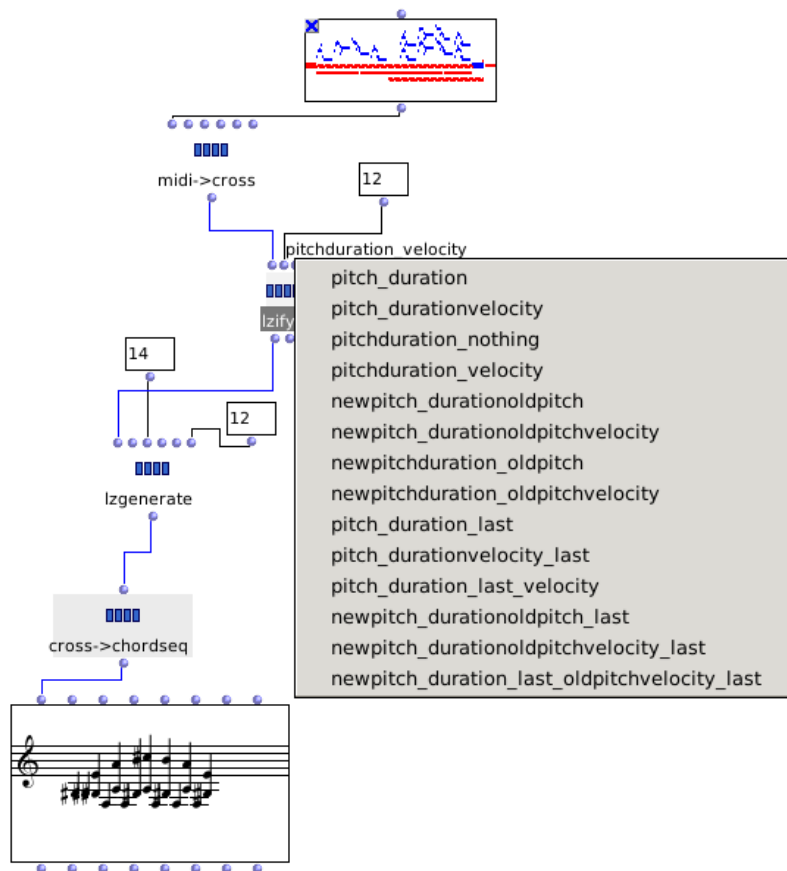 midi->cross
12
pitchduration_velocity
lzify
pitch_duration
pitch_durationvelocity
pitchduration_nothing
pitchduration_velocity
newpitch_durationoldpitch
newpitch_durationoldpitchvelocity
newpitchduration_oldpitch
newpitchduration_oldpitchvelocity
pitch_duration_last
pitch_durationvelocity_last
pitch_duration_last_velocity
newpitch_durationoldpitch_last
newpitch_durationoldpitchvelocity_last
newpitch_duration_last_oldpitchvelocity_last
14
12
lzgenerate
cross->chordseq